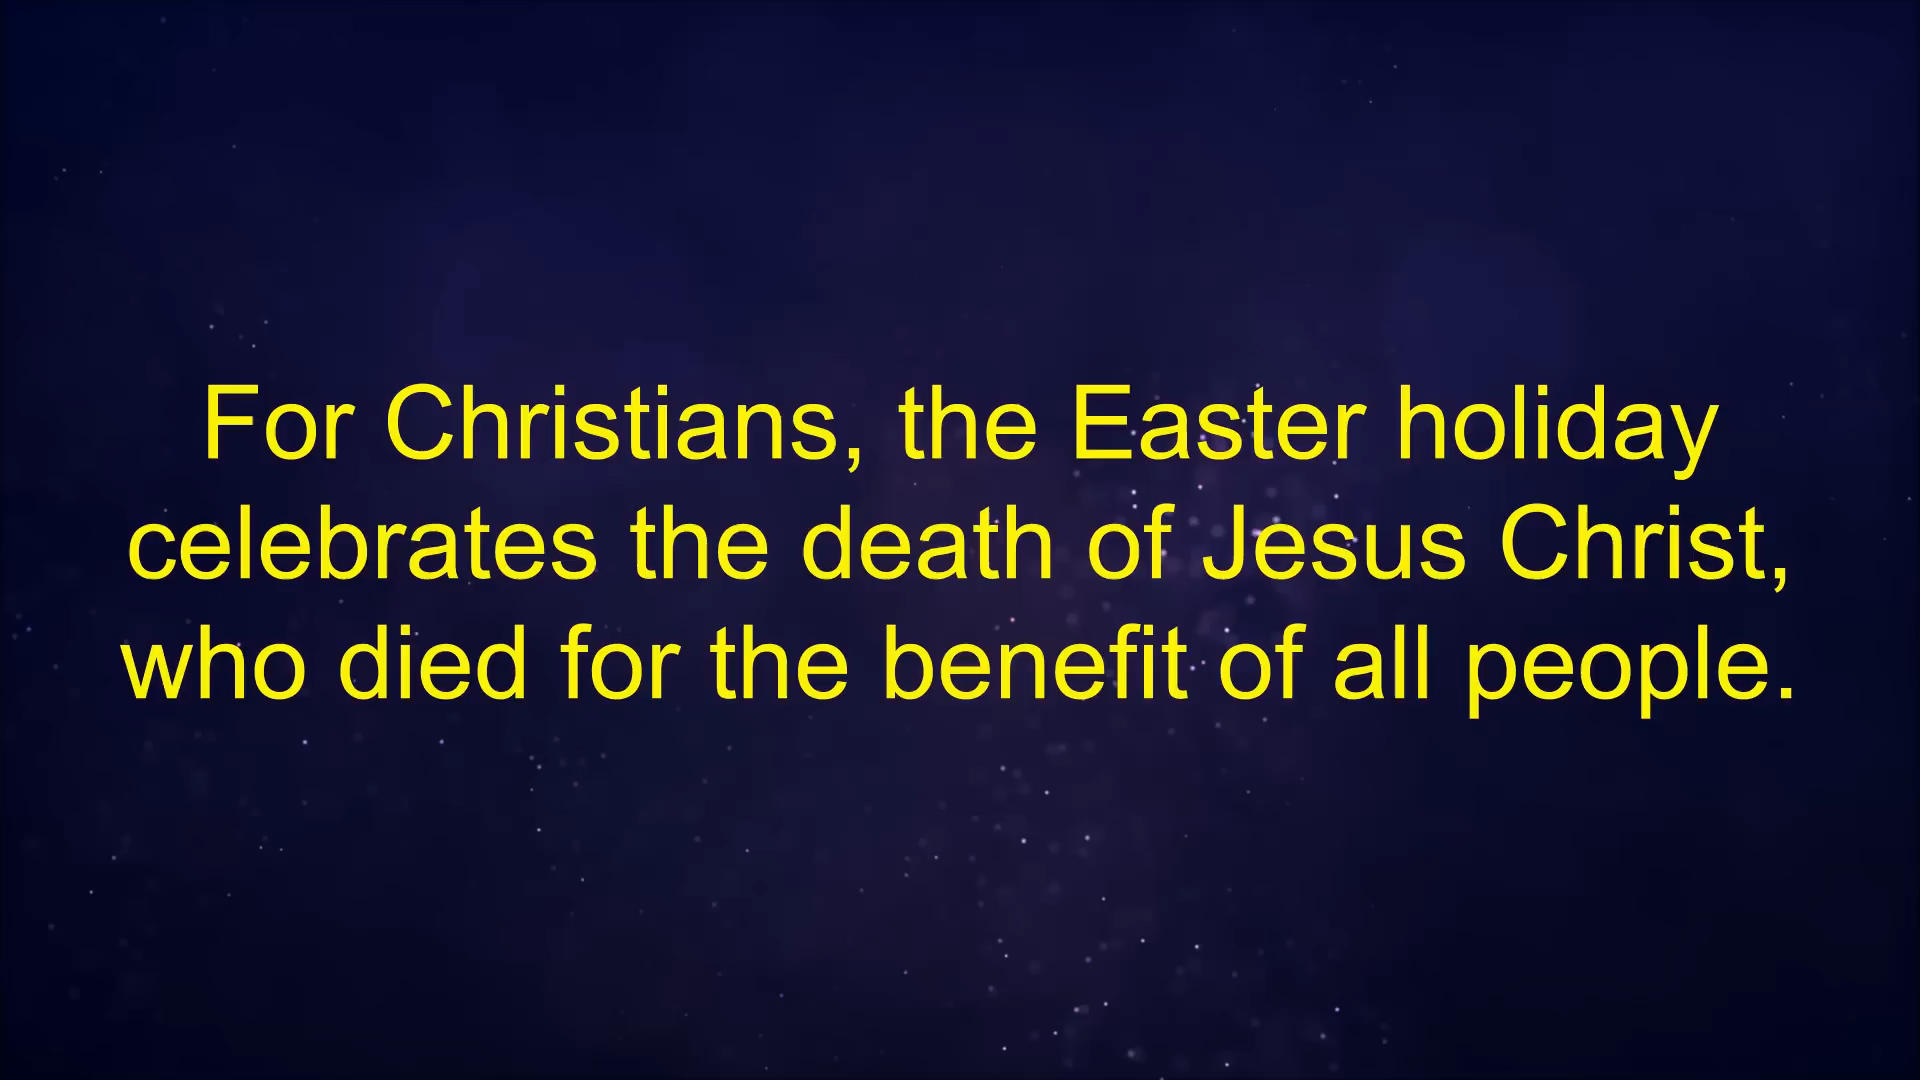 For Christians, the Easter holiday
celebrates the death of Jesus Christ,
who died for the benefit of all people.